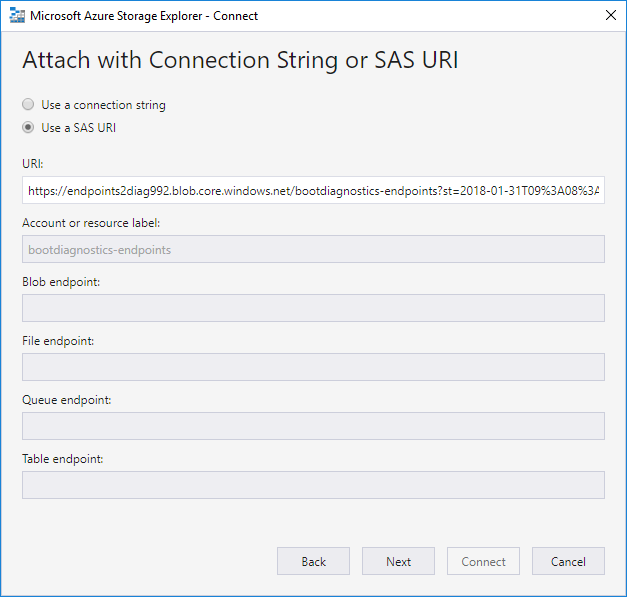 Microsoft Azure Storage Explorer - Connect
Attach with Connection String or SAS URI
Use a connection string
Use a SAS URI
URI:
https://endpoints2diag992.blob.core.windows.net/bootdiagnostics-endpoints?st=2018-01-31T09%3A08%3A
Account or resource label:
bootdiagnostics-endpoints
Blob endpoint:
File endpoint:
Queue endpoint:
Table endpoint:
Back Next Connect Cancel